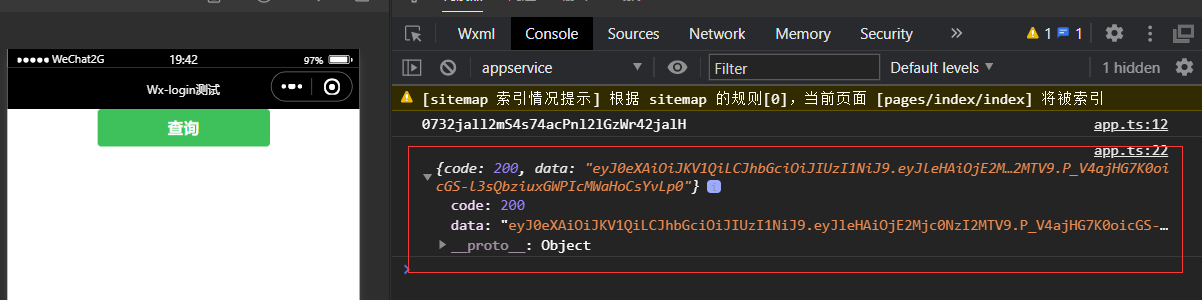 WeChat2G
19:42
97%
Wx-login测试
查询
Wxml
Console
Sources
Network
Memory
Security
1
1
appservice
Filter
Default levels
1 hidden
[sitemap 索引情况提示] 根据 sitemap 的规则[0]，当前页面 [pages/index/index] 将被索引
0732jall2mS4s74acPnl2lGzWr42jalH
app.ts:12
app.ts:22
{code: 200, data: "eyJ0eXAiOiJKV1QiLCJhbGciOiJIUzI1NiJ9.eyJleHAiOjE2M…2MTV9.P_V4ajHG7K0oi
cGS-l3sQbziuxGWPIcMWaHoCsYvLp0"}
code: 200
data: "eyJ0eXAiOiJKV1QiLCJhbGciOiJIUzI1NiJ9.eyJleHAiOjE2Mjc0NzI2MTV9.P_V4ajHG7K0oicGS-…
__proto__: Object